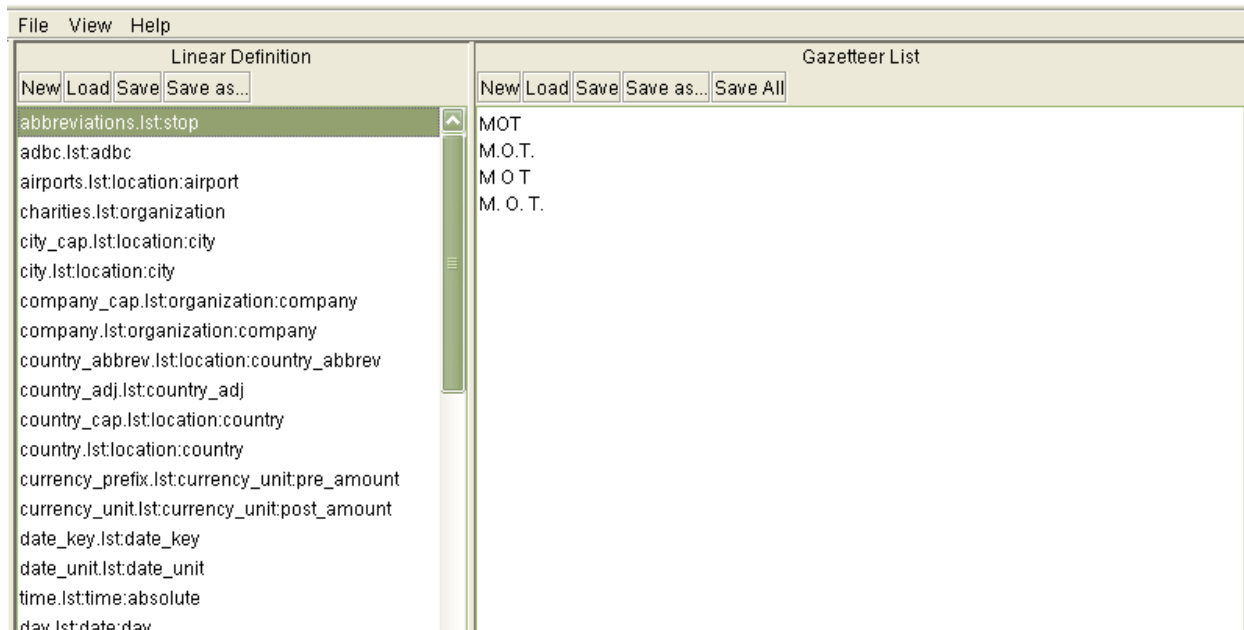 File View Help
Linear Definition
New Load Save Save as...
abbreviations.lst:stop
adbc.lst:adbc
airports.lst:location:airport
charities.lst:organization
city_cap.lst:location:city
city.lst:location:city
company_cap.lst:organization:company
company.lst:organization:company
country_abbrev.lst:location:country_abbrev
country_adj.lst:country_adj
country_cap.lst:location:country
country.lst:location:country
currency_prefix.lst:currency_unit:pre_amount
currency_unit.lst:currency_unit:post_amount
date_key.lst:date_key
date_unit.lst:date_unit
time.lst:time:absolute
day.lst:date:day
Gazetteer List
New Load Save Save as... Save All
MOT
M.O.T.
M O T
M. O. T.